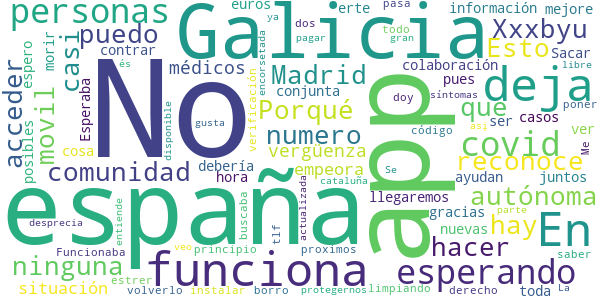 personas
puedo
contrar
médicos
casi
morir
espero
posibles
movil
acceder
cosa
Esperaba
No
Galicia
euros
ya
dos
pagar
erte
todo
gran
pasa
información
mejore
Xxxbyu
Esto
Sacar
libre
colaboración
pues
conjunta
Madrid
encorsetada
verificación
disponible
gusta
és
Porqué
numero
vergüenza
empeora
app
doy
síntomas
deja
que
ser
casos
poner
ver
código
así
Me
covid
reconoce
ayudan
juntos
comunidad
debería
hora
cataluña
Se
llegaremos
autónoma
gracias
nuevas
parte
hay
En
saber
españa
desprecia
Funcionaba
entiende
buscaba
tlf
actualizada
proximos
principio
veo
hacer
esperando
ninguna
situación
estrer
volverlo
instalar
borro
funciona
protegernos
limpiando
derecho
toda
La